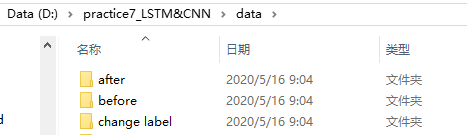 Data (D:) > practice7_LSTM&CNN > data
名称 日期 类型
after 2020/5/16 9:04 文件夹
before 2020/5/16 9:04 文件夹
change label 2020/5/16 9:04 文件夹